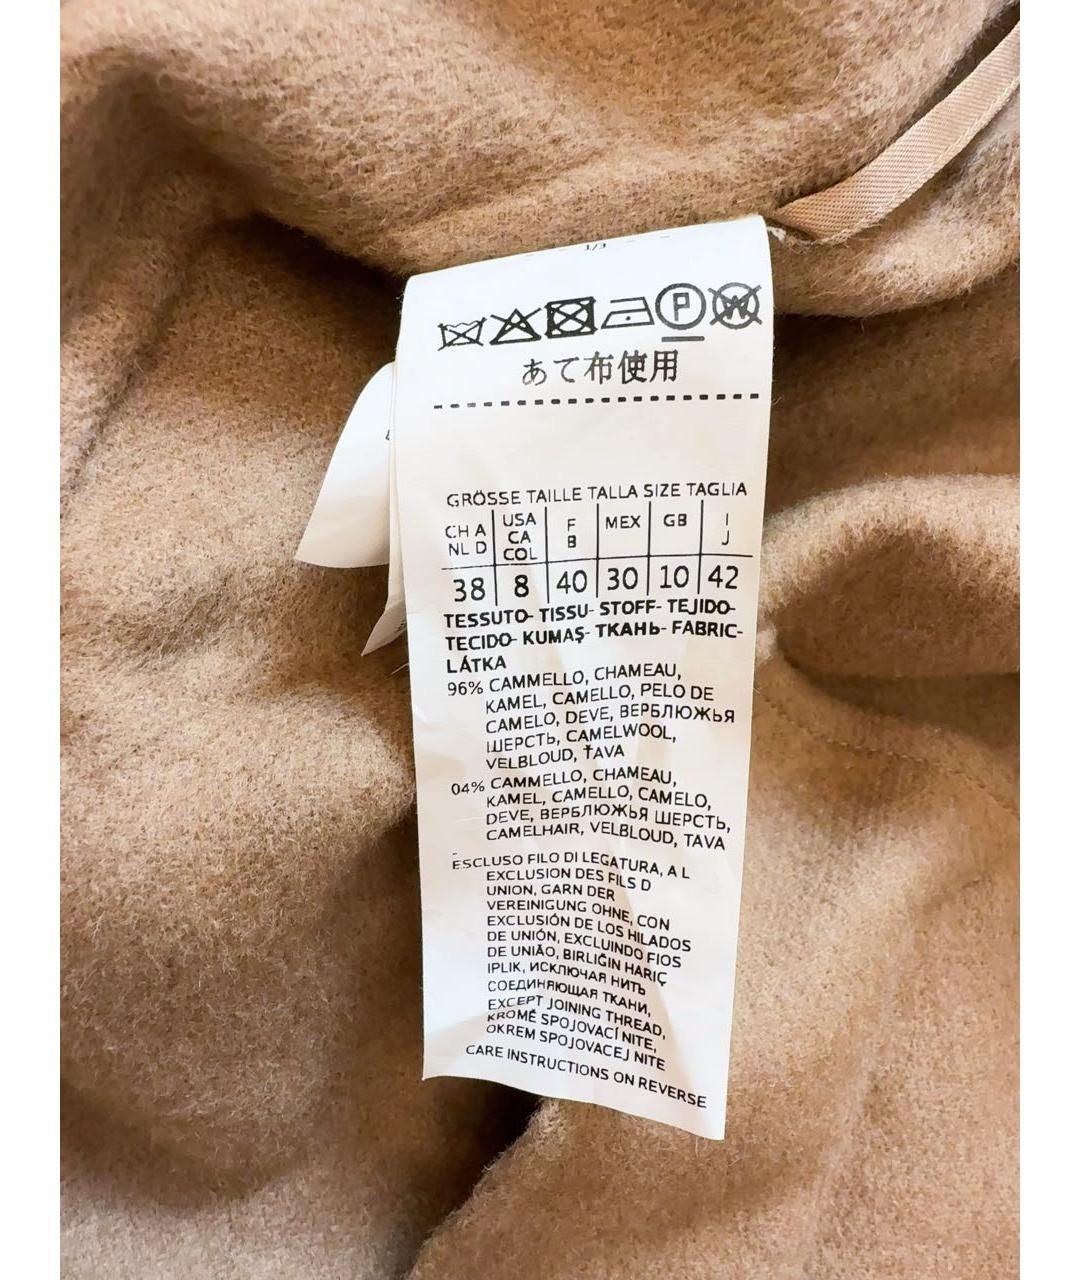 1/3
P W
あて布使用
GRÖSSE TAILLE TALLA SIZE TAGLIA
CH A NL D | USA CA COL | F B | MEX | GB | I J
38 | 8 | 40 | 30 | 10 | 42
TESSUTO- TISSU- STOFF- TEJIDO-
TECIDO- KUMAŞ- ТКАНЬ- FABRIC-
LÁTKA
96% CAMMELLO, CHAMEAU,
KAMEL, CAMELLO, PELO DE
CAMELO, DEVE, ВЕРБЛЮЖЬЯ
ШЕРСТЬ, CAMELWOOL,
VELBLOUD, ŤAVA
04% CAMMELLO, CHAMEAU,
KAMEL, CAMELLO, CAMELO,
DEVE, ВЕРБЛЮЖЬЯ ШЕРСТЬ,
CAMELHAIR, VELBLOUD, TAVA
-
ESCLUSO FILO DI LEGATURA, A L
EXCLUSION DES FILS D
UNION, GARN DER
VEREINIGUNG OHNE, CON
EXCLUSIÓN DE LOS HILADOS
DE UNIÓN, EXCLUINDO FIOS
DE UNIÃO, BIRLIĞIN HARIÇ
IPLIK, ИСКЛЮЧАЯ НИТЬ
СОЕДИНЯЮЩАЯ ТКАНИ,
EXCEPT JOINING THREAD,
KROMĚ SPOJOVACÍ NITE,
OKREM SPOJOVACEJ NITE
CARE INSTRUCTIONS ON REVERSE